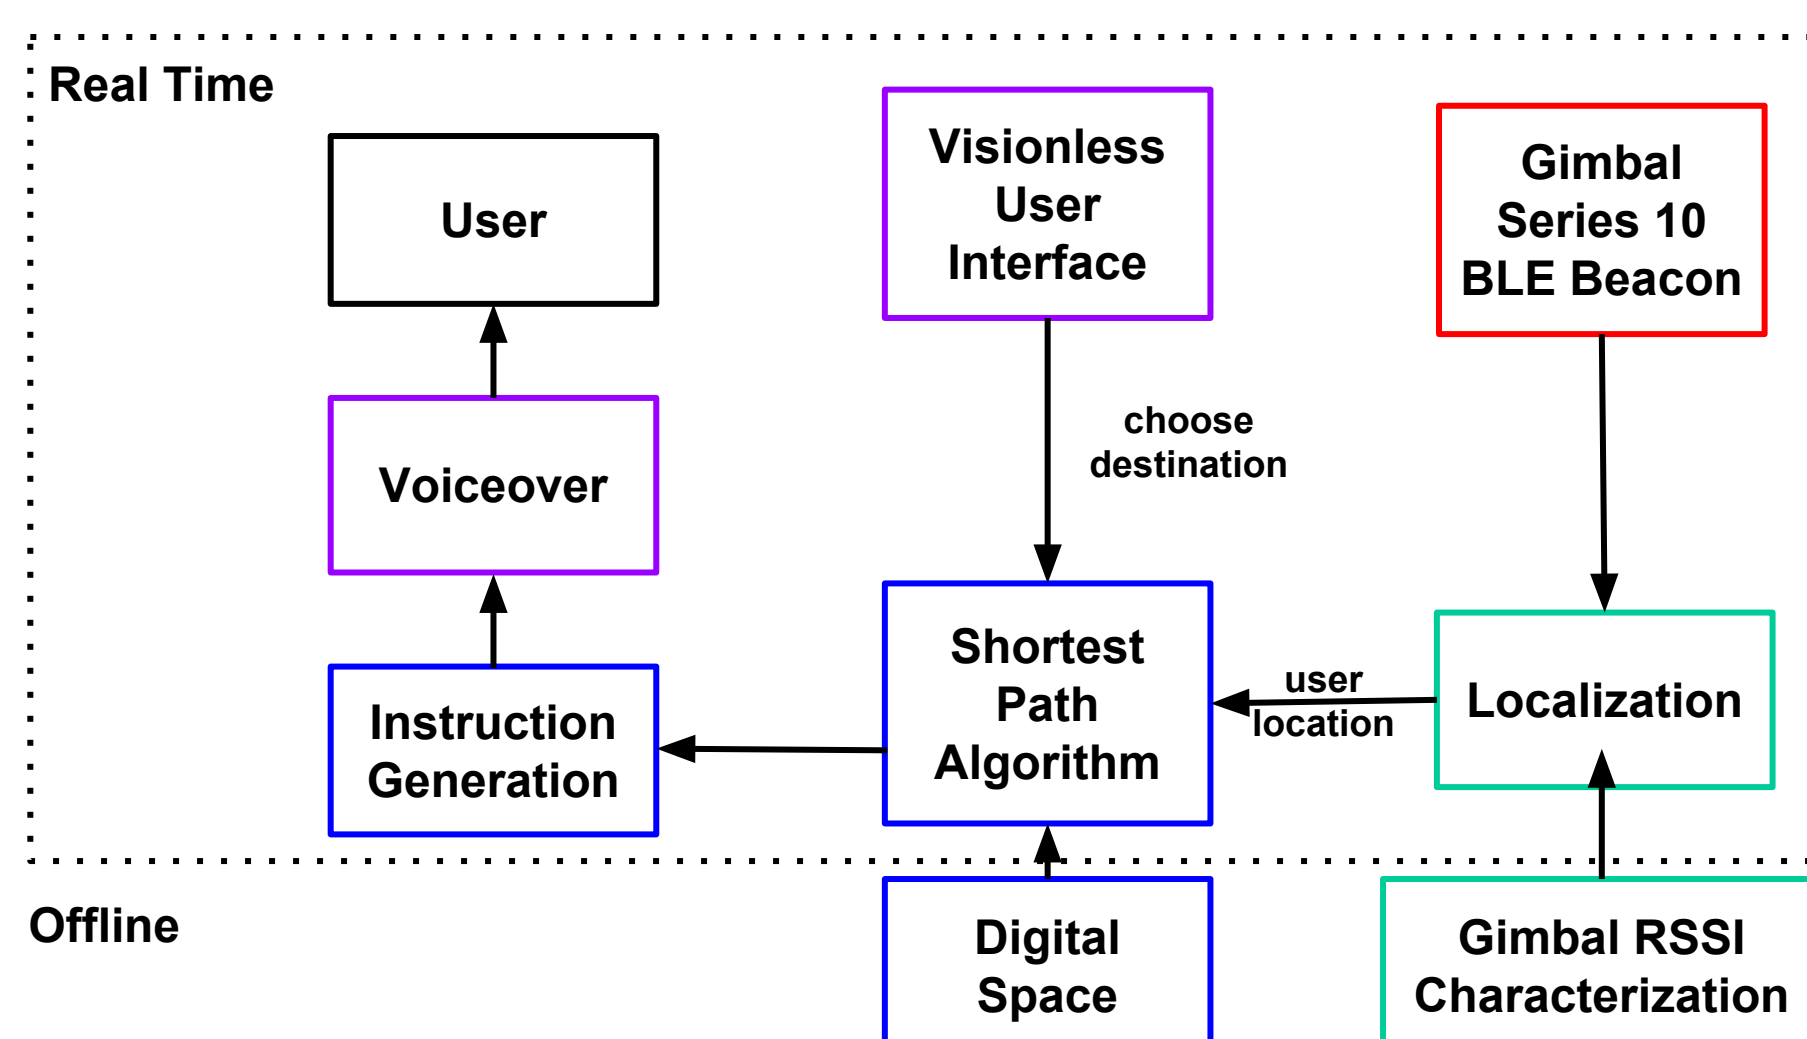 Real Time
User
Visionless
User
Interface
Gimbal
Series 10
BLE Beacon
Voiceover
choose
destination
Instruction
Generation
Shortest
Path
Algorithm
user
location
Localization
Offline
Digital
Space
Gimbal RSSI
Characterization